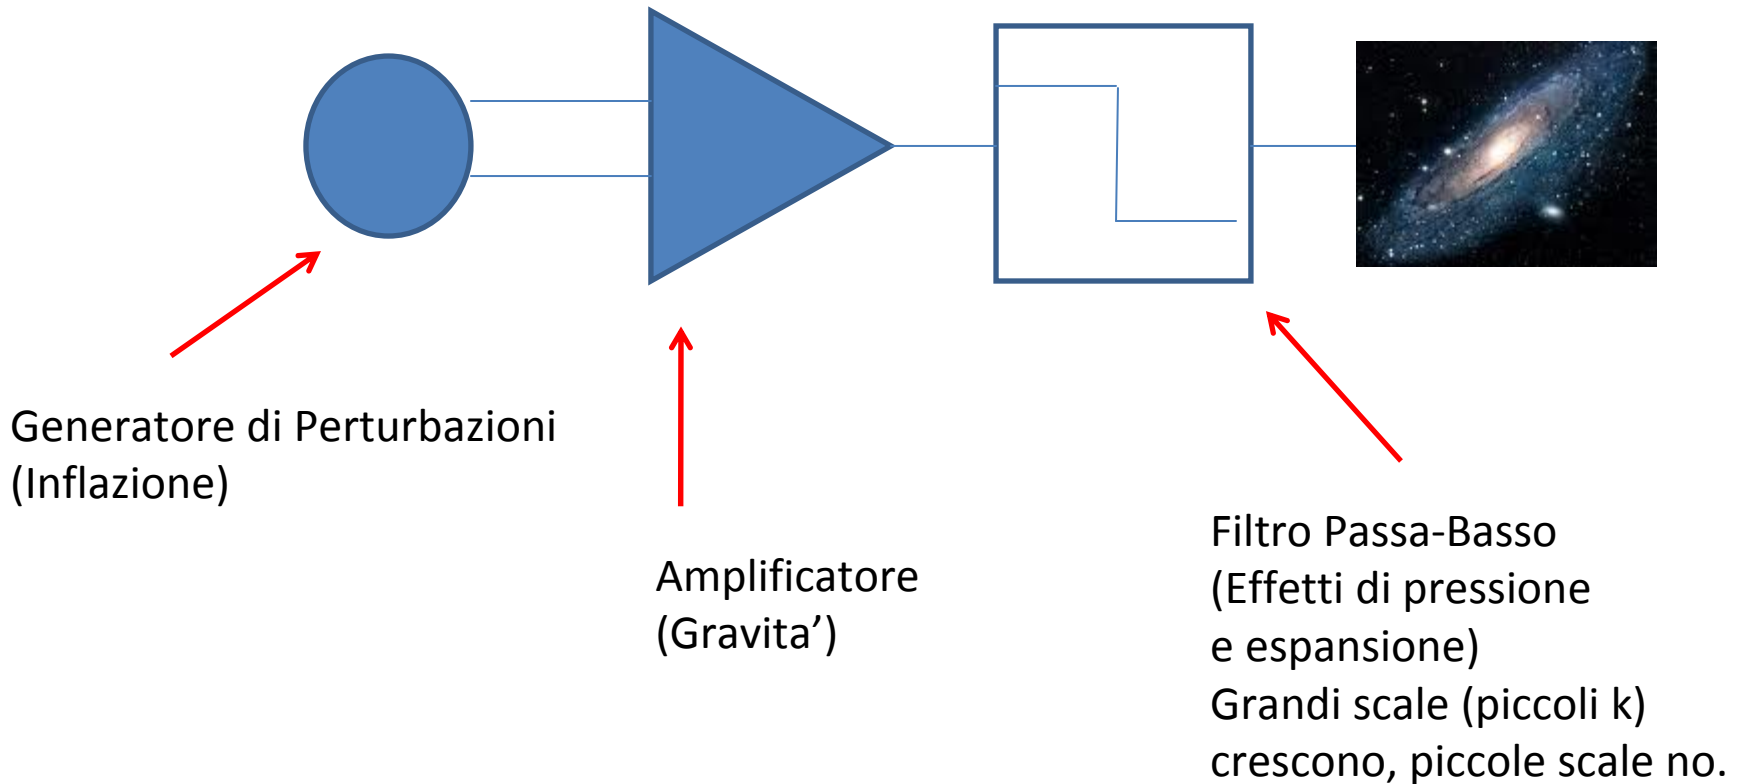 Generatore di Perturbazioni
(Inflazione)
Amplificatore
(Gravita’)
Filtro Passa-Basso
(Effetti di pressione
e espansione)
Grandi scale (piccoli k)
crescono, piccole scale no.